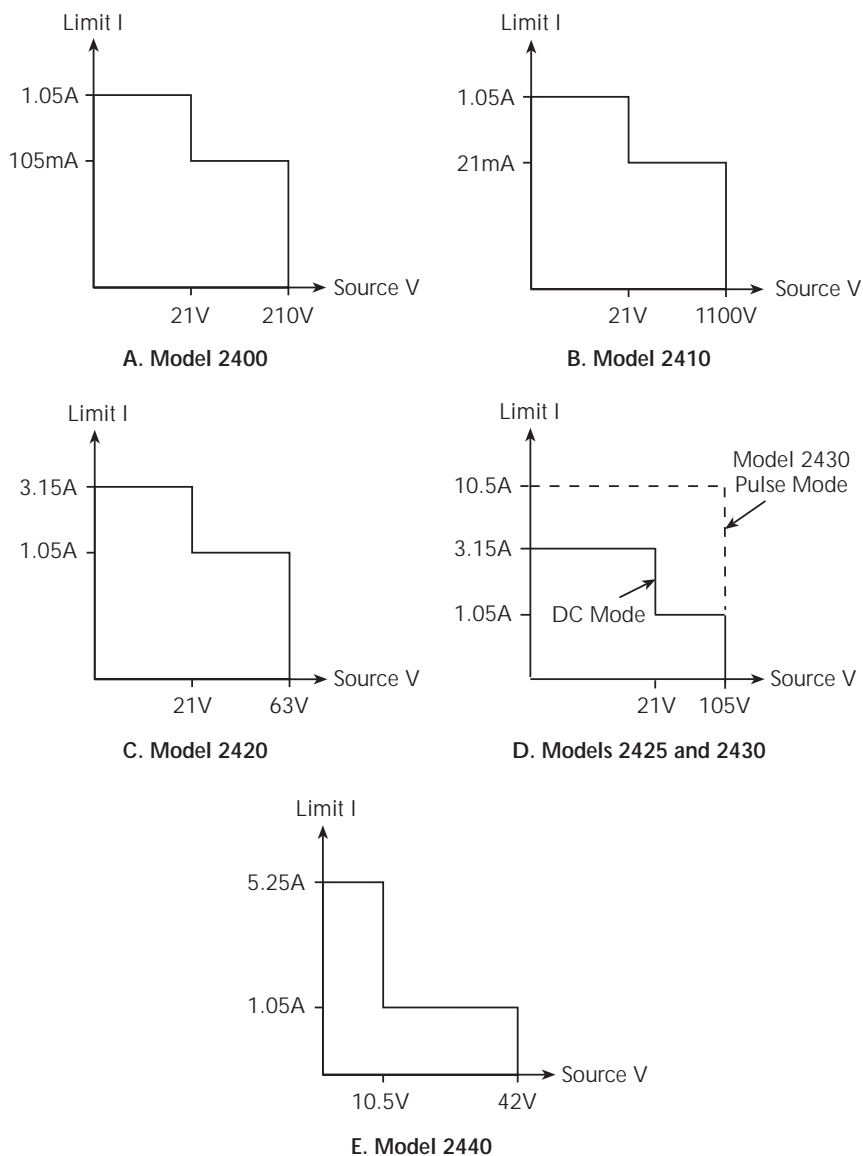 Limit I
1.05A
105mA
Source V
21V
210V
A. Model 2400
Limit I
1.05A
21mA
Source V
21V
1100V
B. Model 2410
Limit I
3.15A
1.05A
Source V
21V
63V
C. Model 2420
Limit I
Model 2430
Pulse Mode
10.5A
3.15A
DC Mode
1.05A
Source V
21V
105V
D. Models 2425 and 2430
Limit I
5.25A
1.05A
Source V
10.5V
42V
E. Model 2440